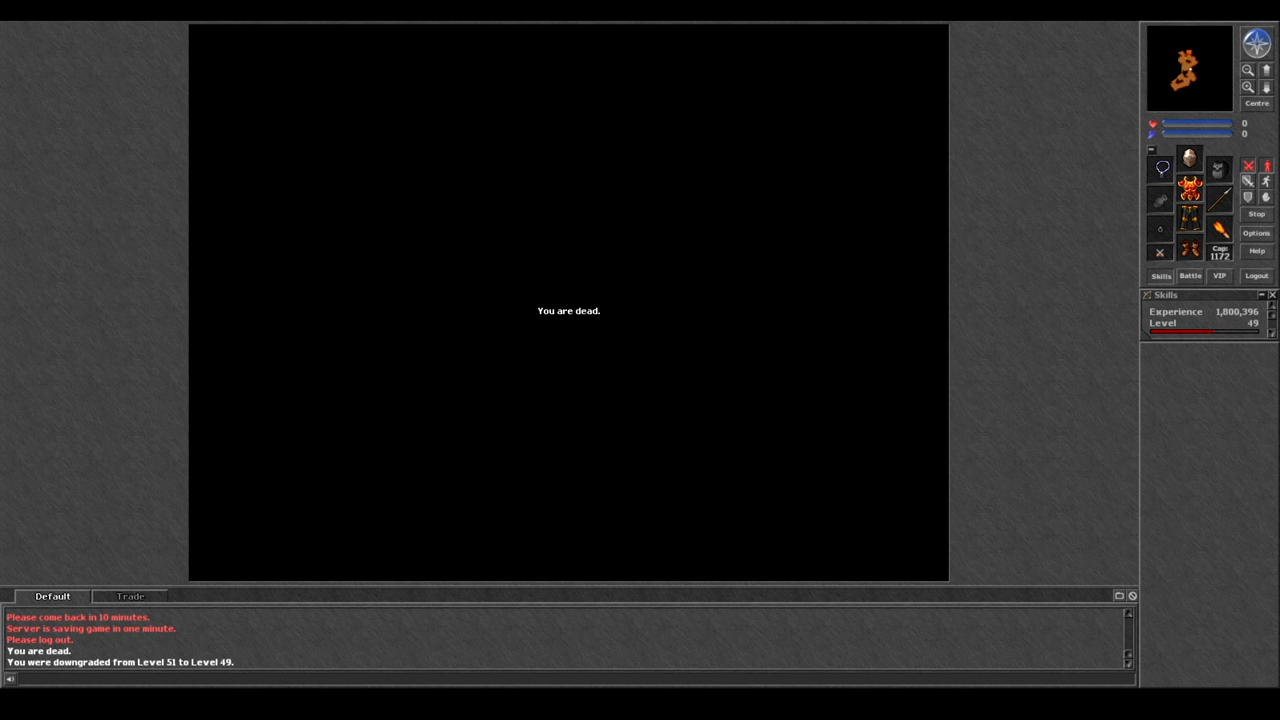 Centre
0
0
Stop
Options
Cap:
1172
Help
Skills
Battle
VIP
Logout
Skills
Experience 1,800,396
Level 49
You are dead.
Default
Trade
Please come back in 10 minutes.
Server is saving game in one minute.
Please log out.
You are dead.
You were downgraded from Level 51 to Level 49.